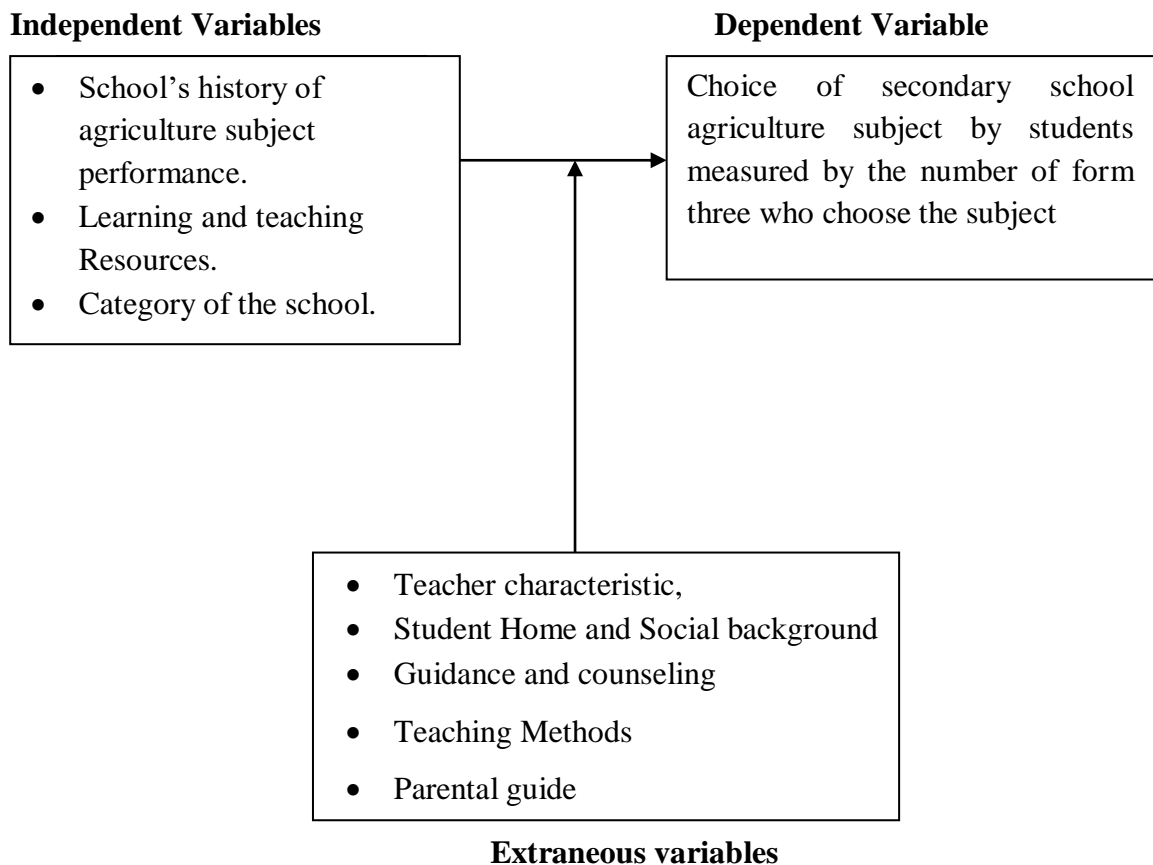 Independent Variables
Dependent Variable
• School’s history of
agriculture subject
performance.
• Learning and teaching
Resources.
• Category of the school.
Choice of secondary school
agriculture subject by students
measured by the number of form
three who choose the subject
• Teacher characteristic,
• Student Home and Social background
• Guidance and counseling
• Teaching Methods
• Parental guide
Extraneous variables